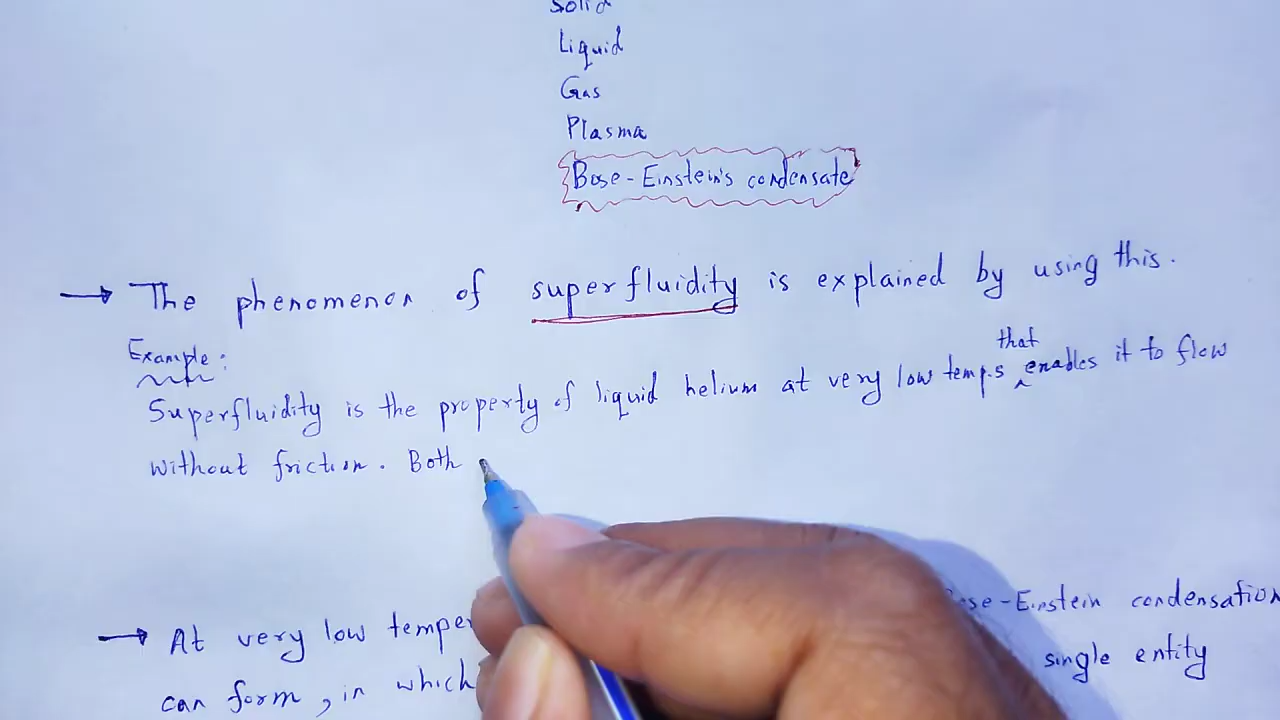 Solid
Liquid
Gas
Plasma
Bose-Einstein's condensate
→ The phenomenon of superfluidity is explained by using this.
Example:
Superfluidity is the property of liquid helium at very low temps that enables it to flow
without friction. Both
→ At very low temper ose-Einstein condensation
can form, in which single entity